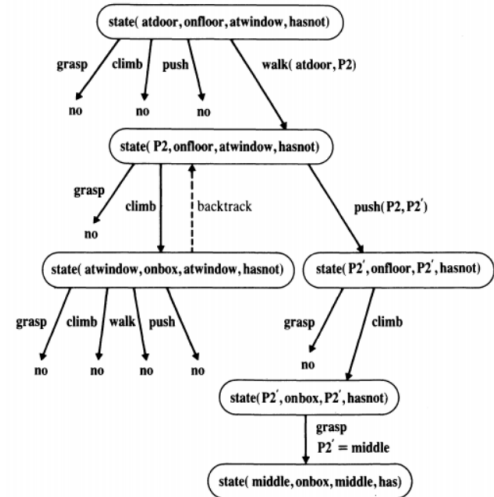 state( atdoor, onfloor, atwindow, hasnot)
grasp climb push walk( atdoor, P2)
no no no
state( P2, onfloor, atwindow, hasnot)
grasp climb backtrack push(P2, P2′)
no
state( atwindow, onbox, atwindow, hasnot) state( P2′, onfloor, P2′, hasnot)
grasp climb walk push grasp climb
no no no no no
state( P2′, onbox, P2′, hasnot)
grasp
P2′ = middle
state( middle, onbox, middle, has)